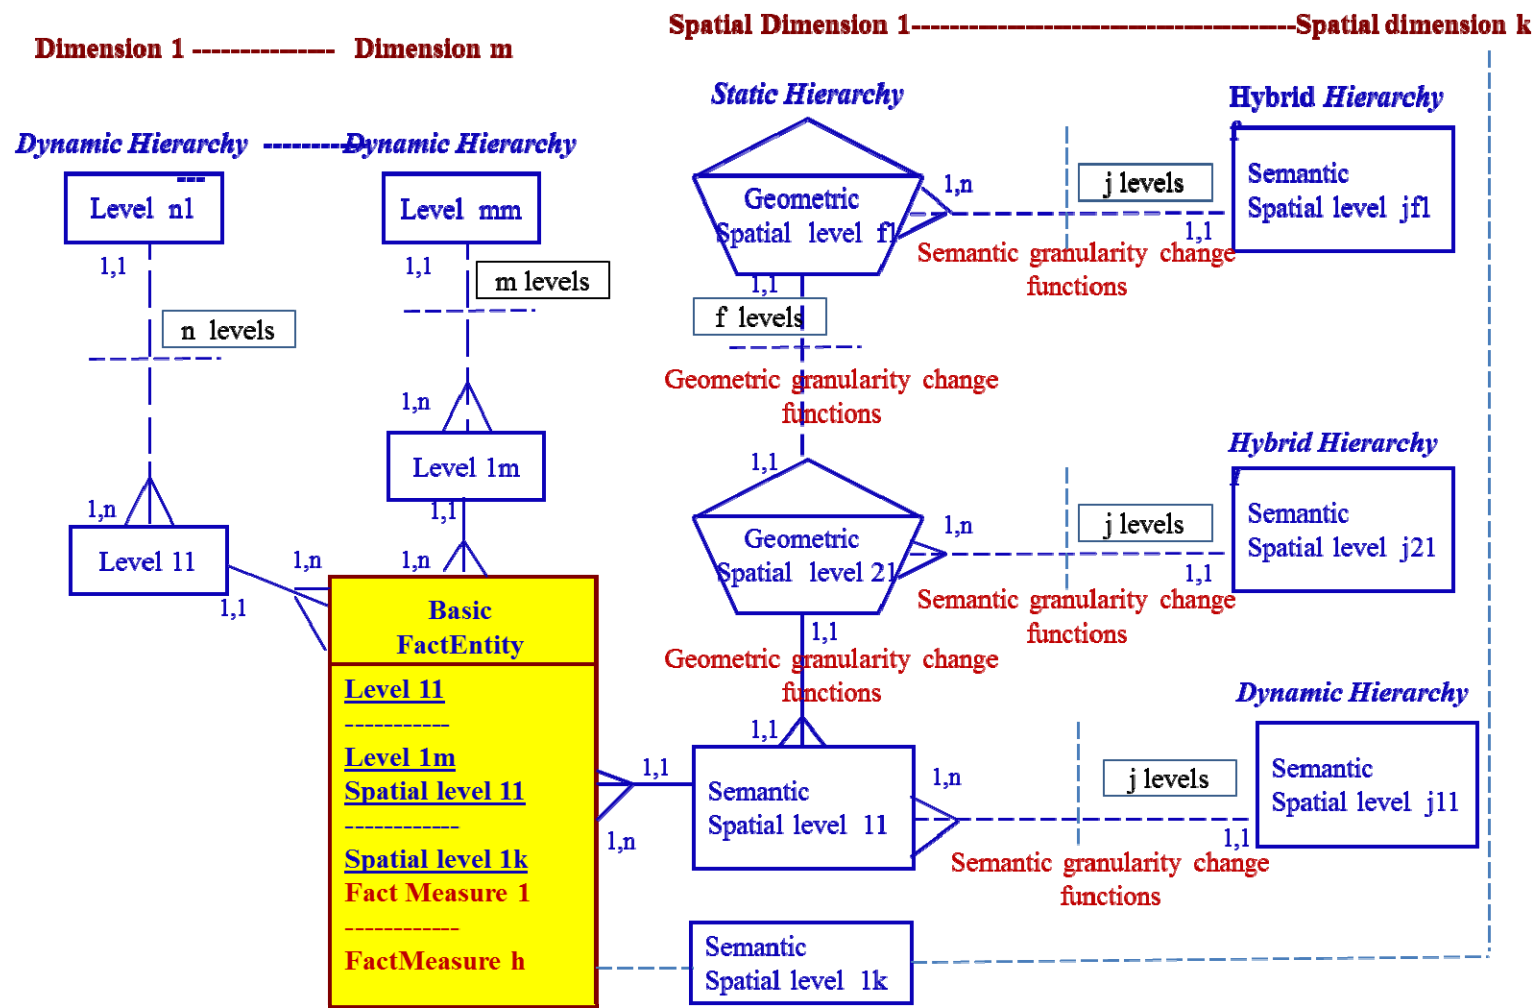 Spatial Dimension 1--------------------------------------------Spatial dimension k
Dimension 1 --------------- Dimension m
Static Hierarchy
Hybrid Hierarchy
f
Dynamic Hierarchy -----------Dynamic Hierarchy
---
Level n1
Level mm
1,1
1,1
m levels
n levels
1,n
Level 1m
1,1
1,n
1,n
Level 11
1,1
1,n
Geometric
Spatial level f1
1,n
j levels
1,1
Semantic
Spatial level jf1
Semantic granularity change
functions
1,1
f levels
Geometric granularity change
functions
1,1
Hybrid Hierarchy
Geometric
Spatial level 21
1,n
j levels
1,1
Semantic
Spatial level j21
Semantic granularity change
functions
1,1
Geometric granularity change
functions
1,1
Dynamic Hierarchy
Basic
FactEntity
Level 11
-----------
Level 1m
Spatial level 11
------------
Spatial level 1k
Fact Measure 1
------------
FactMeasure h
1,1
1,n
Semantic
Spatial level 11
1,n
j levels
1,1
Semantic
Spatial level j11
Semantic granularity change
functions
Semantic
Spatial level 1k